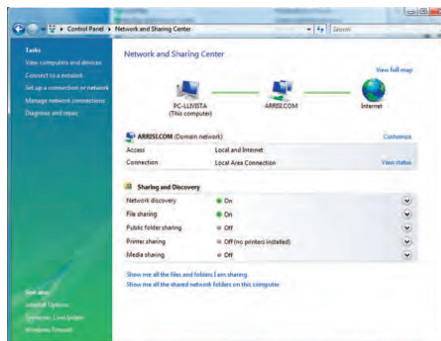 Control Panel ▸ Network and Sharing Center
Search
Tasks
View computers and devices
Connect to a network
Set up a connection or network
Manage network connections
Diagnose and repair
Network and Sharing Center
View full map
PC-LLVISTA
(This computer)
ARRISI.COM
Internet
ARRISI.COM (Domain network)
Customize
Access Local and Internet
Connection Local Area Connection View status
Sharing and Discovery
Network discovery On
File sharing On
Public folder sharing Off
Printer sharing Off (no printers installed)
Media sharing Off
Show me all the files and folders I am sharing
Show me all the shared network folders on this computer
See also
Internet Options
Windows Firewall